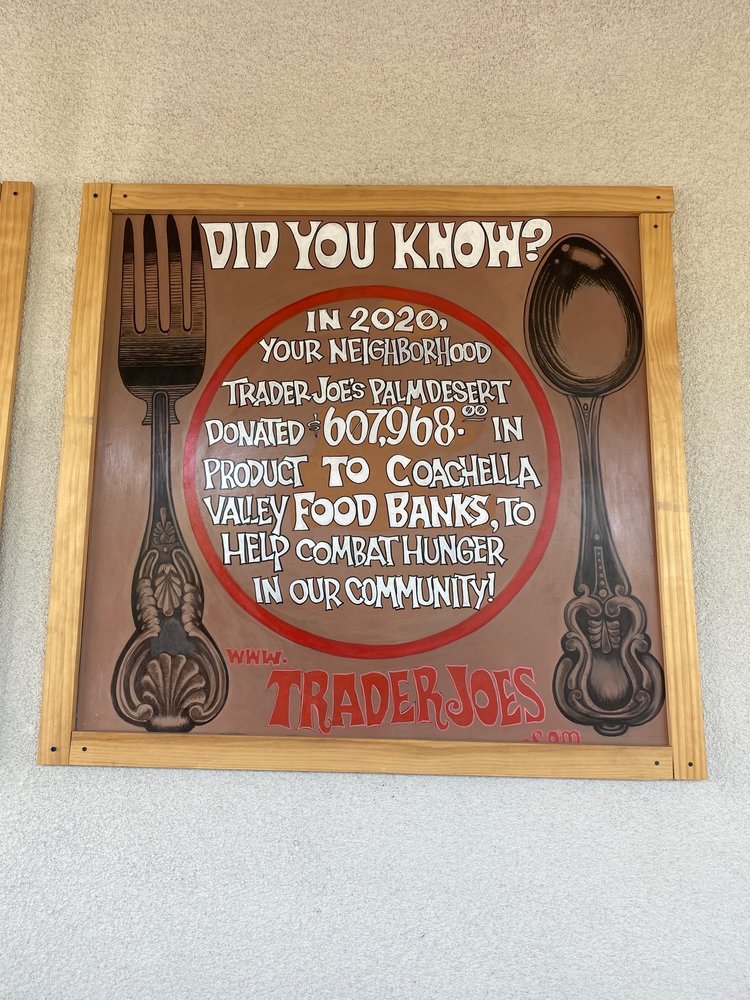 DID YOU KNOW?
IN 2020,
YOUR NEIGHBORHOOD
TRADER JOE'S PALM DESERT
DONATED $607,968.00 IN
PRODUCT TO COACHELLA
VALLEY FOOD BANKS, TO
HELP COMBAT HUNGER
IN OUR COMMUNITY!
WWW.
TRADER JOES
.com